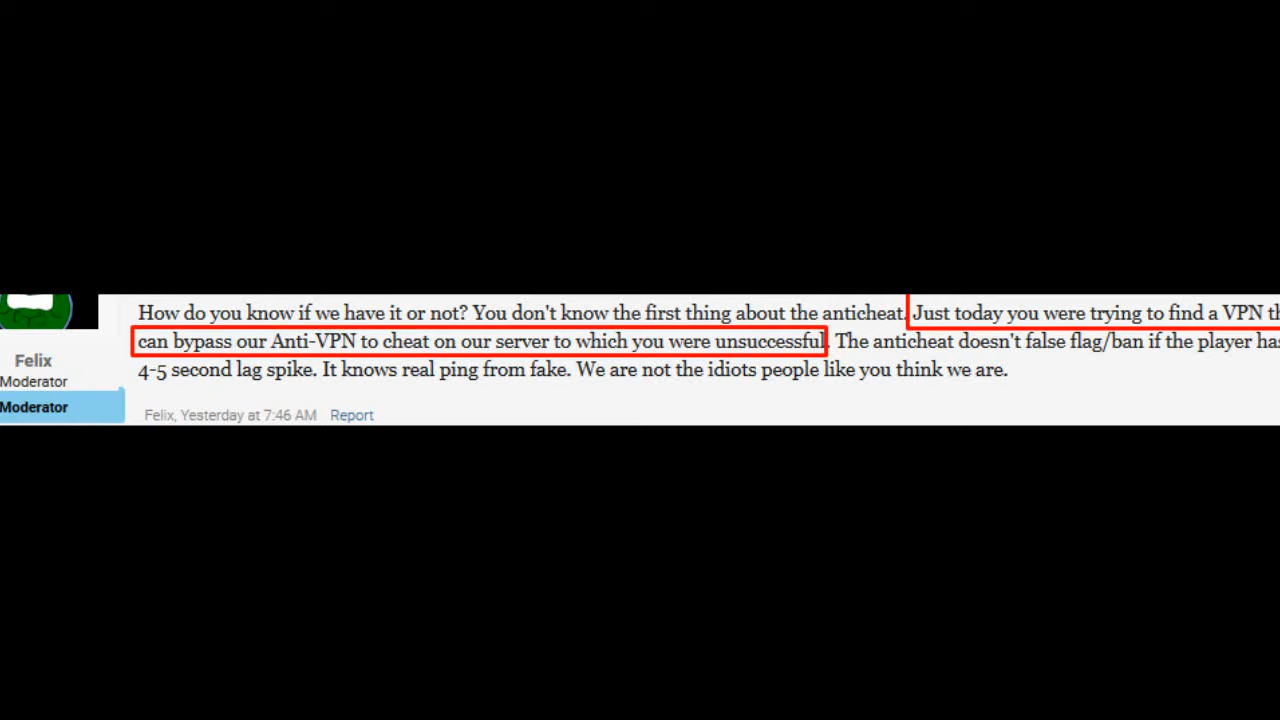 How do you know if we have it or not? You don't know the first thing about the anticheat. Just today you were trying to find a VPN
can bypass our Anti-VPN to cheat on our server to which you were unsuccessful. The anticheat doesn't false flag/ban if the player has
4-5 second lag spike. It knows real ping from fake. We are not the idiots people like you think we are.
Felix
Moderator
Moderator
Felix, Yesterday at 7:46 AM Report